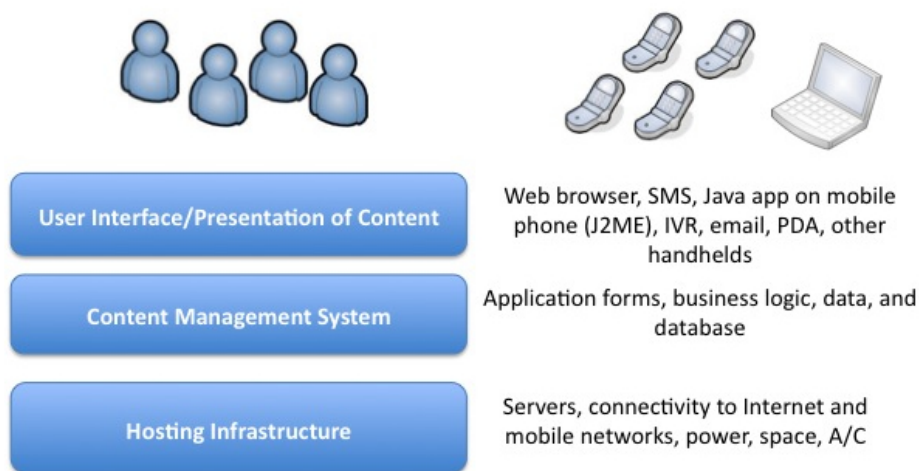 User Interface/Presentation of Content
Web browser, SMS, Java app on mobile
phone (J2ME), IVR, email, PDA, other
handhelds
Content Management System
Application forms, business logic, data, and
database
Hosting Infrastructure
Servers, connectivity to Internet and
mobile networks, power, space, A/C